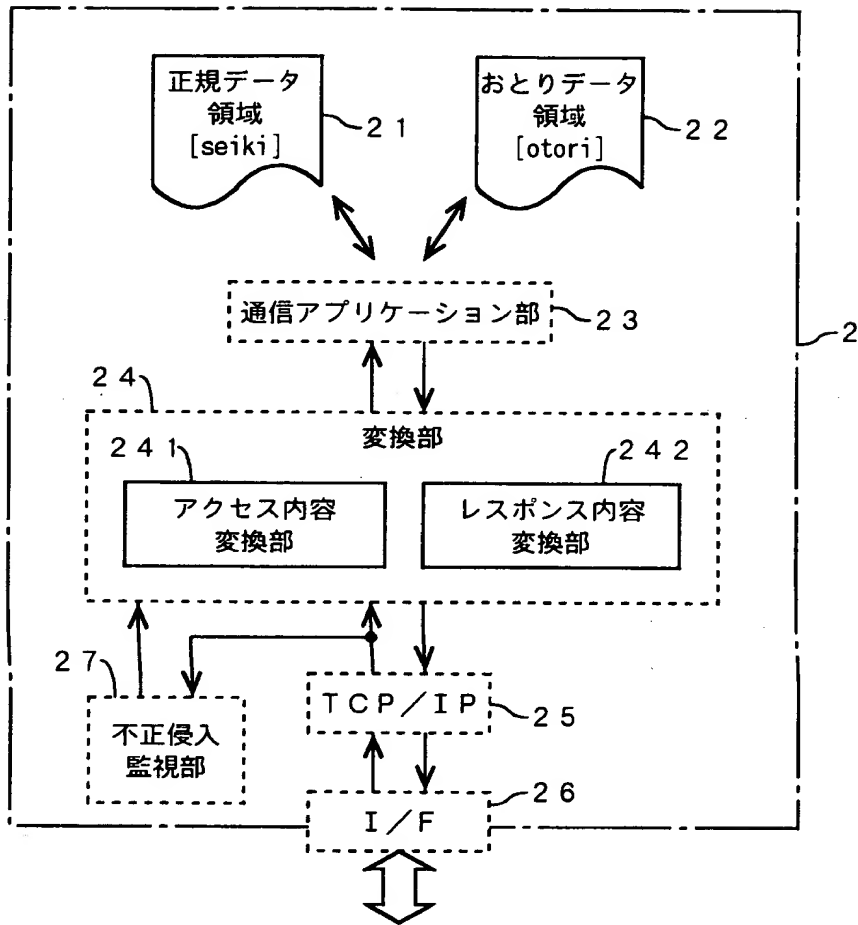 正規データ
領域
[seiki]
21
おとりデータ
領域
[otori]
22
通信アプリケーション部
23
2
24
変換部
241
アクセス内容
変換部
242
レスポンス内容
変換部
27
不正侵入
監視部
TCP/IP
25
I/F
26